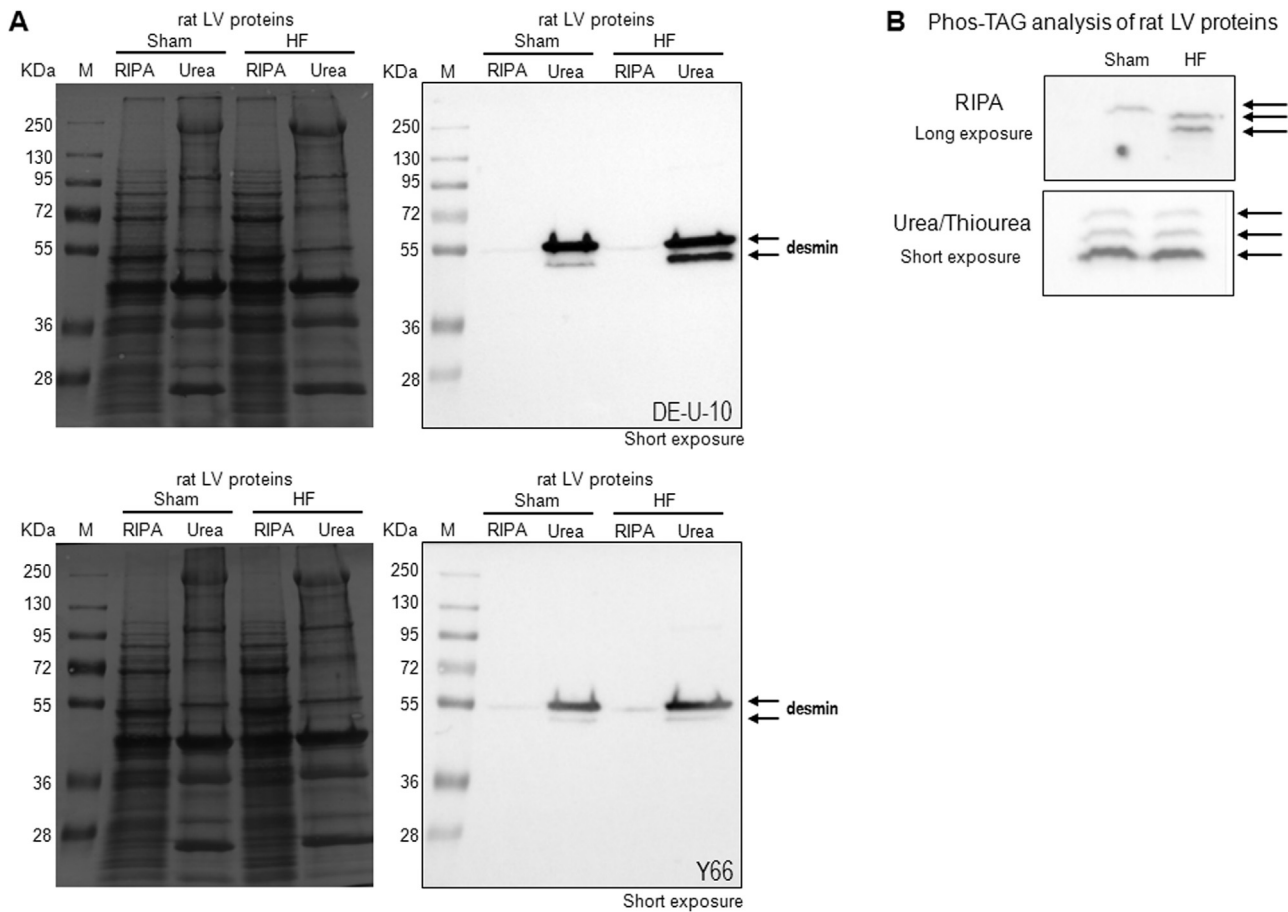 A
rat LV proteins
Sham HF
KDa M RIPA Urea RIPA Urea
250
130
95
72
55
36
28
rat LV proteins
Sham HF
KDa M RIPA Urea RIPA Urea
250
130
95
72
55
36
28
desmin
DE-U-10
Short exposure
B Phos-TAG analysis of rat LV proteins
Sham HF
RIPA
Long exposure
Urea/Thiourea
Short exposure
rat LV proteins
Sham HF
KDa M RIPA Urea RIPA Urea
250
130
95
72
55
36
28
rat LV proteins
Sham HF
KDa M RIPA Urea RIPA Urea
250
130
95
72
55
36
28
desmin
Y66
Short exposure